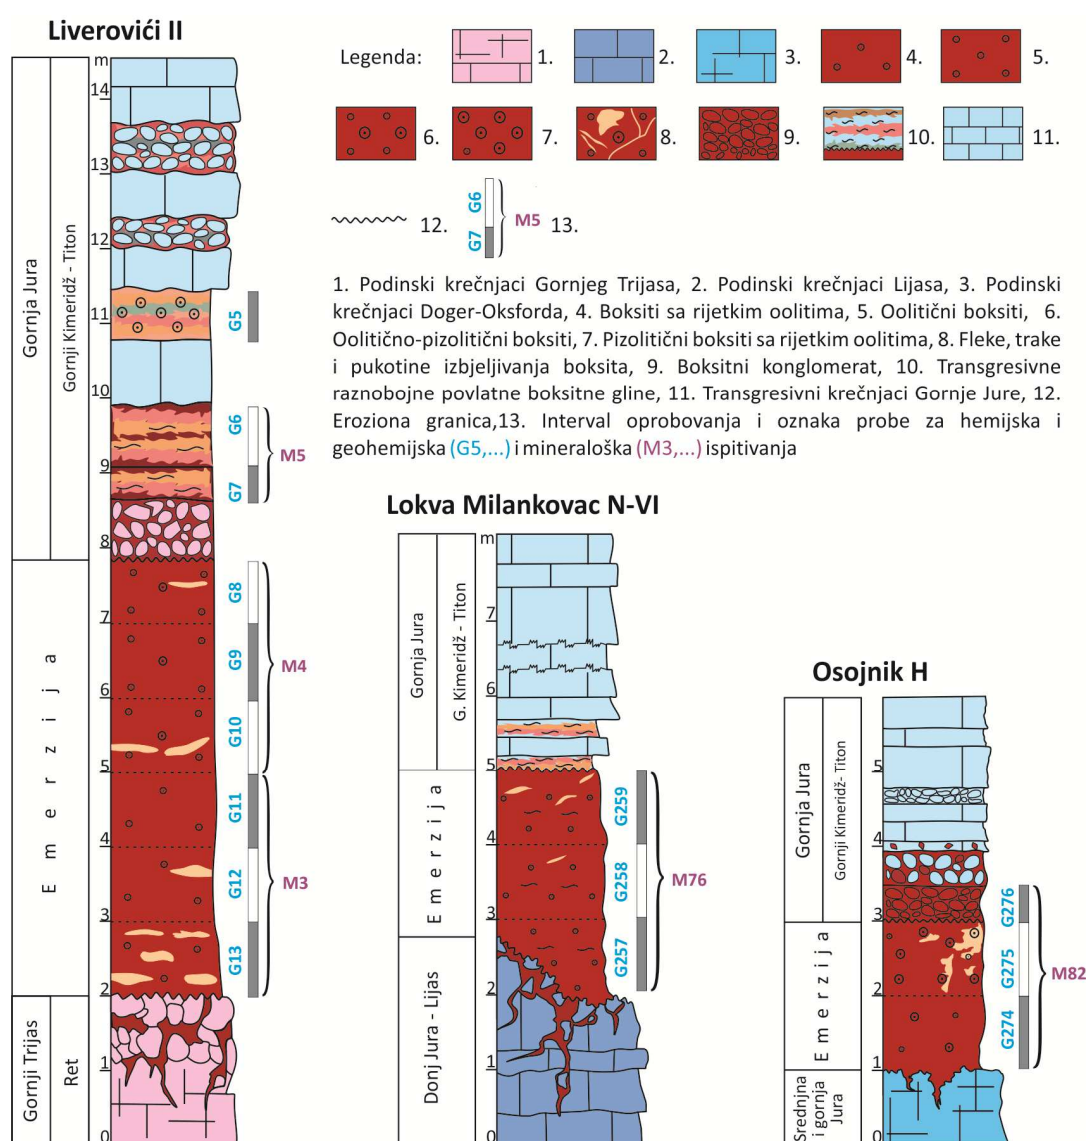 Liverovići II
Legenda:
1.
2.
3.
4.
5.
6.
7.
8.
9.
10.
11.
12.
G6
G7
M5
13.
1. Podinski krečnjaci Gornjeg Trijasa, 2. Podinski krečnjaci Lijasa, 3. Podinski
krečnjaci Doger-Oksforda, 4. Boksiti sa rijetkim oolitima, 5. Oolitični boksiti, 6.
Oolitično-pizolitični boksiti, 7. Pizolitični boksiti sa rijetkim oolitima, 8. Fleke, trake
i pukotine izbjeljivanja boksita, 9. Boksitni konglomerat, 10. Transgresivne
raznobojne povlatne boksitne gline, 11. Transgresivni krečnjaci Gornje Jure, 12.
Eroziona granica,13. Interval oprobovanja i oznaka probe za hemijska i
geohemijska (G5,...) i mineraloška (M3,...) ispitivanja
m
14
13
12
11
10
9
8
7
6
5
4
3
2
1
0
Gornja Jura
Gornji Kimeridž - Titon
Emerzija
Gornji Trijas
Ret
G5
G6
G7
M5
G8
G9
G10
M4
G11
G12
G13
M3
Lokva Milankovac N-VI
m
7
6
5
4
3
2
1
0
Gornja Jura
G. Kimeridž - Titon
Emerzija
Donj Jura - Lijas
G259
G258
G257
M76
Osojnik H
5
4
3
2
1
0
Gornja Jura
Gornji Kimeridž- Titon
Emerzija
Srednjna
i gornja
Jura
G276
G275
G274
M82